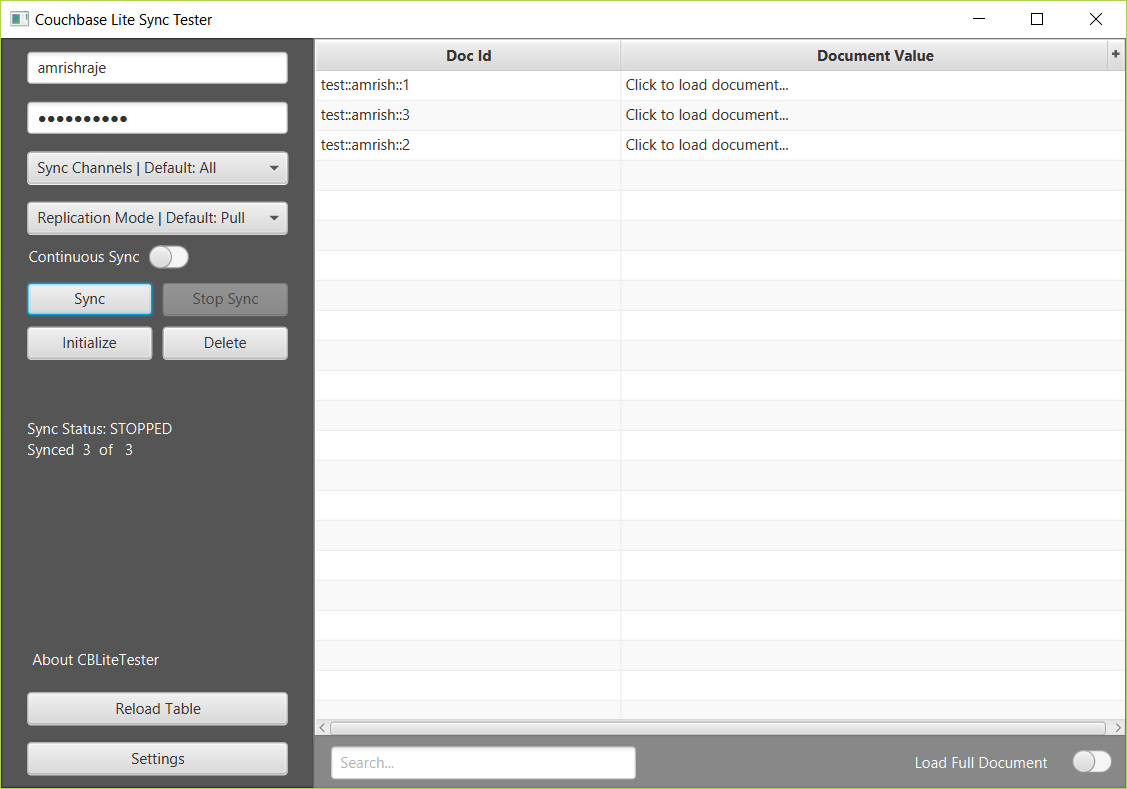 Couchbase Lite Sync Tester
amrishraje
●●●●●●●●●●
Sync Channels | Default: All
Replication Mode | Default: Pull
Continuous Sync
Sync Stop Sync
Initialize Delete
Sync Status: STOPPED
Synced 3 of 3
About CBLiteTester
Reload Table
Settings
Doc Id Document Value +
test::amrish::1 Click to load document...
test::amrish::3 Click to load document...
test::amrish::2 Click to load document...
Search... Load Full Document